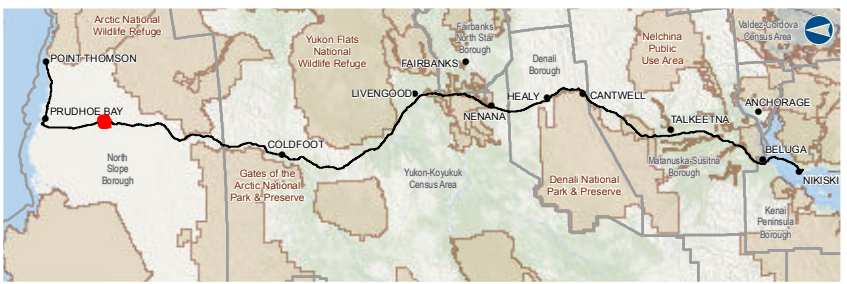 Arctic National
Wildlife Refuge
POINT THOMSON
PRUDHOE BAY
North
Slope
Borough
Yukon Flats
National
Wildlife Refuge
COLDFOOT
Gates of the
Arctic National
Park & Preserve
Fairbanks
North Star
Borough
FAIRBANKS
LIVENGOOD
NENANA
Yukon-Koyukuk
Census Area
Denali
Borough
HEALY
CANTWELL
Denali National
Park & Preserve
Nelchina
Public
Use Area
TALKEETNA
Matanuska-Susitna
Borough
Valdez-Cordova
Census Area
ANCHORAGE
BELUGA
NIKISKI
Kenai
Peninsula
Borough